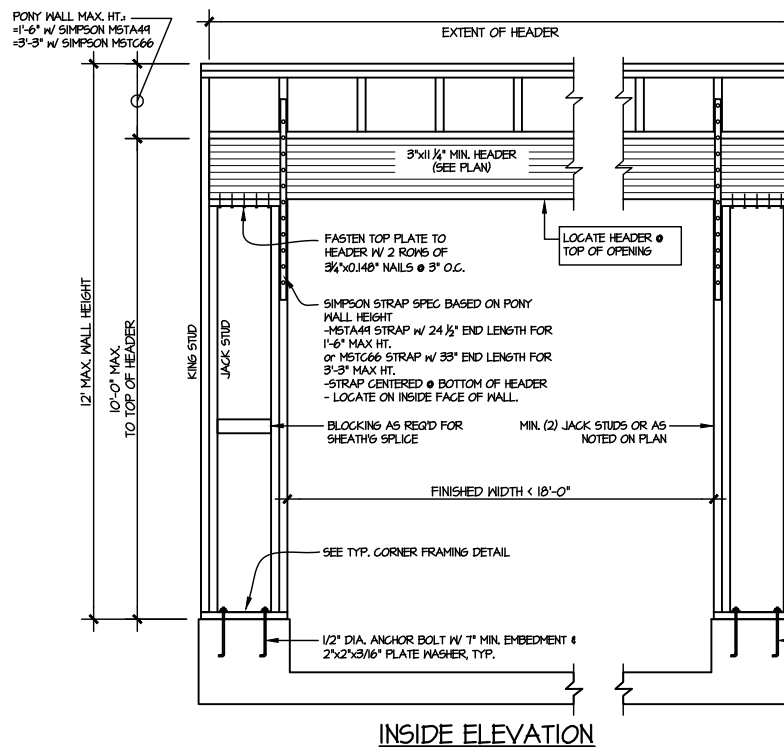 PONY WALL MAX. HT.:
=1'-6" W/ SIMPSON MSTA49
=3'-3" W/ SIMPSON MSTC66
EXTENT OF HEADER
3"x11 1/4" MIN. HEADER
(SEE PLAN)
FASTEN TOP PLATE TO
HEADER W/ 2 ROWS OF
3 1/4"x0.148" NAILS @ 3" O.C.
LOCATE HEADER @
TOP OF OPENING
SIMPSON STRAP SPEC BASED ON PONY
WALL HEIGHT
-MSTA49 STRAP W/ 24 1/2" END LENGTH FOR
1'-6" MAX HT.
or MSTC66 STRAP W/ 33" END LENGTH FOR
3'-3" MAX HT.
-STRAP CENTERED @ BOTTOM OF HEADER
- LOCATE ON INSIDE FACE OF WALL.
12' MAX. WALL HEIGHT
10'-0" MAX.
TO TOP OF HEADER
KING STUD
JACK STUD
BLOCKING AS REQ'D FOR
SHEATH'G SPLICE
MIN. (2) JACK STUDS OR AS
NOTED ON PLAN
FINISHED WIDTH < 18'-0"
SEE TYP. CORNER FRAMING DETAIL
1/2" DIA. ANCHOR BOLT W/ 7" MIN. EMBEDMENT &
2"x2"x3/16" PLATE WASHER, TYP.
INSIDE ELEVATION